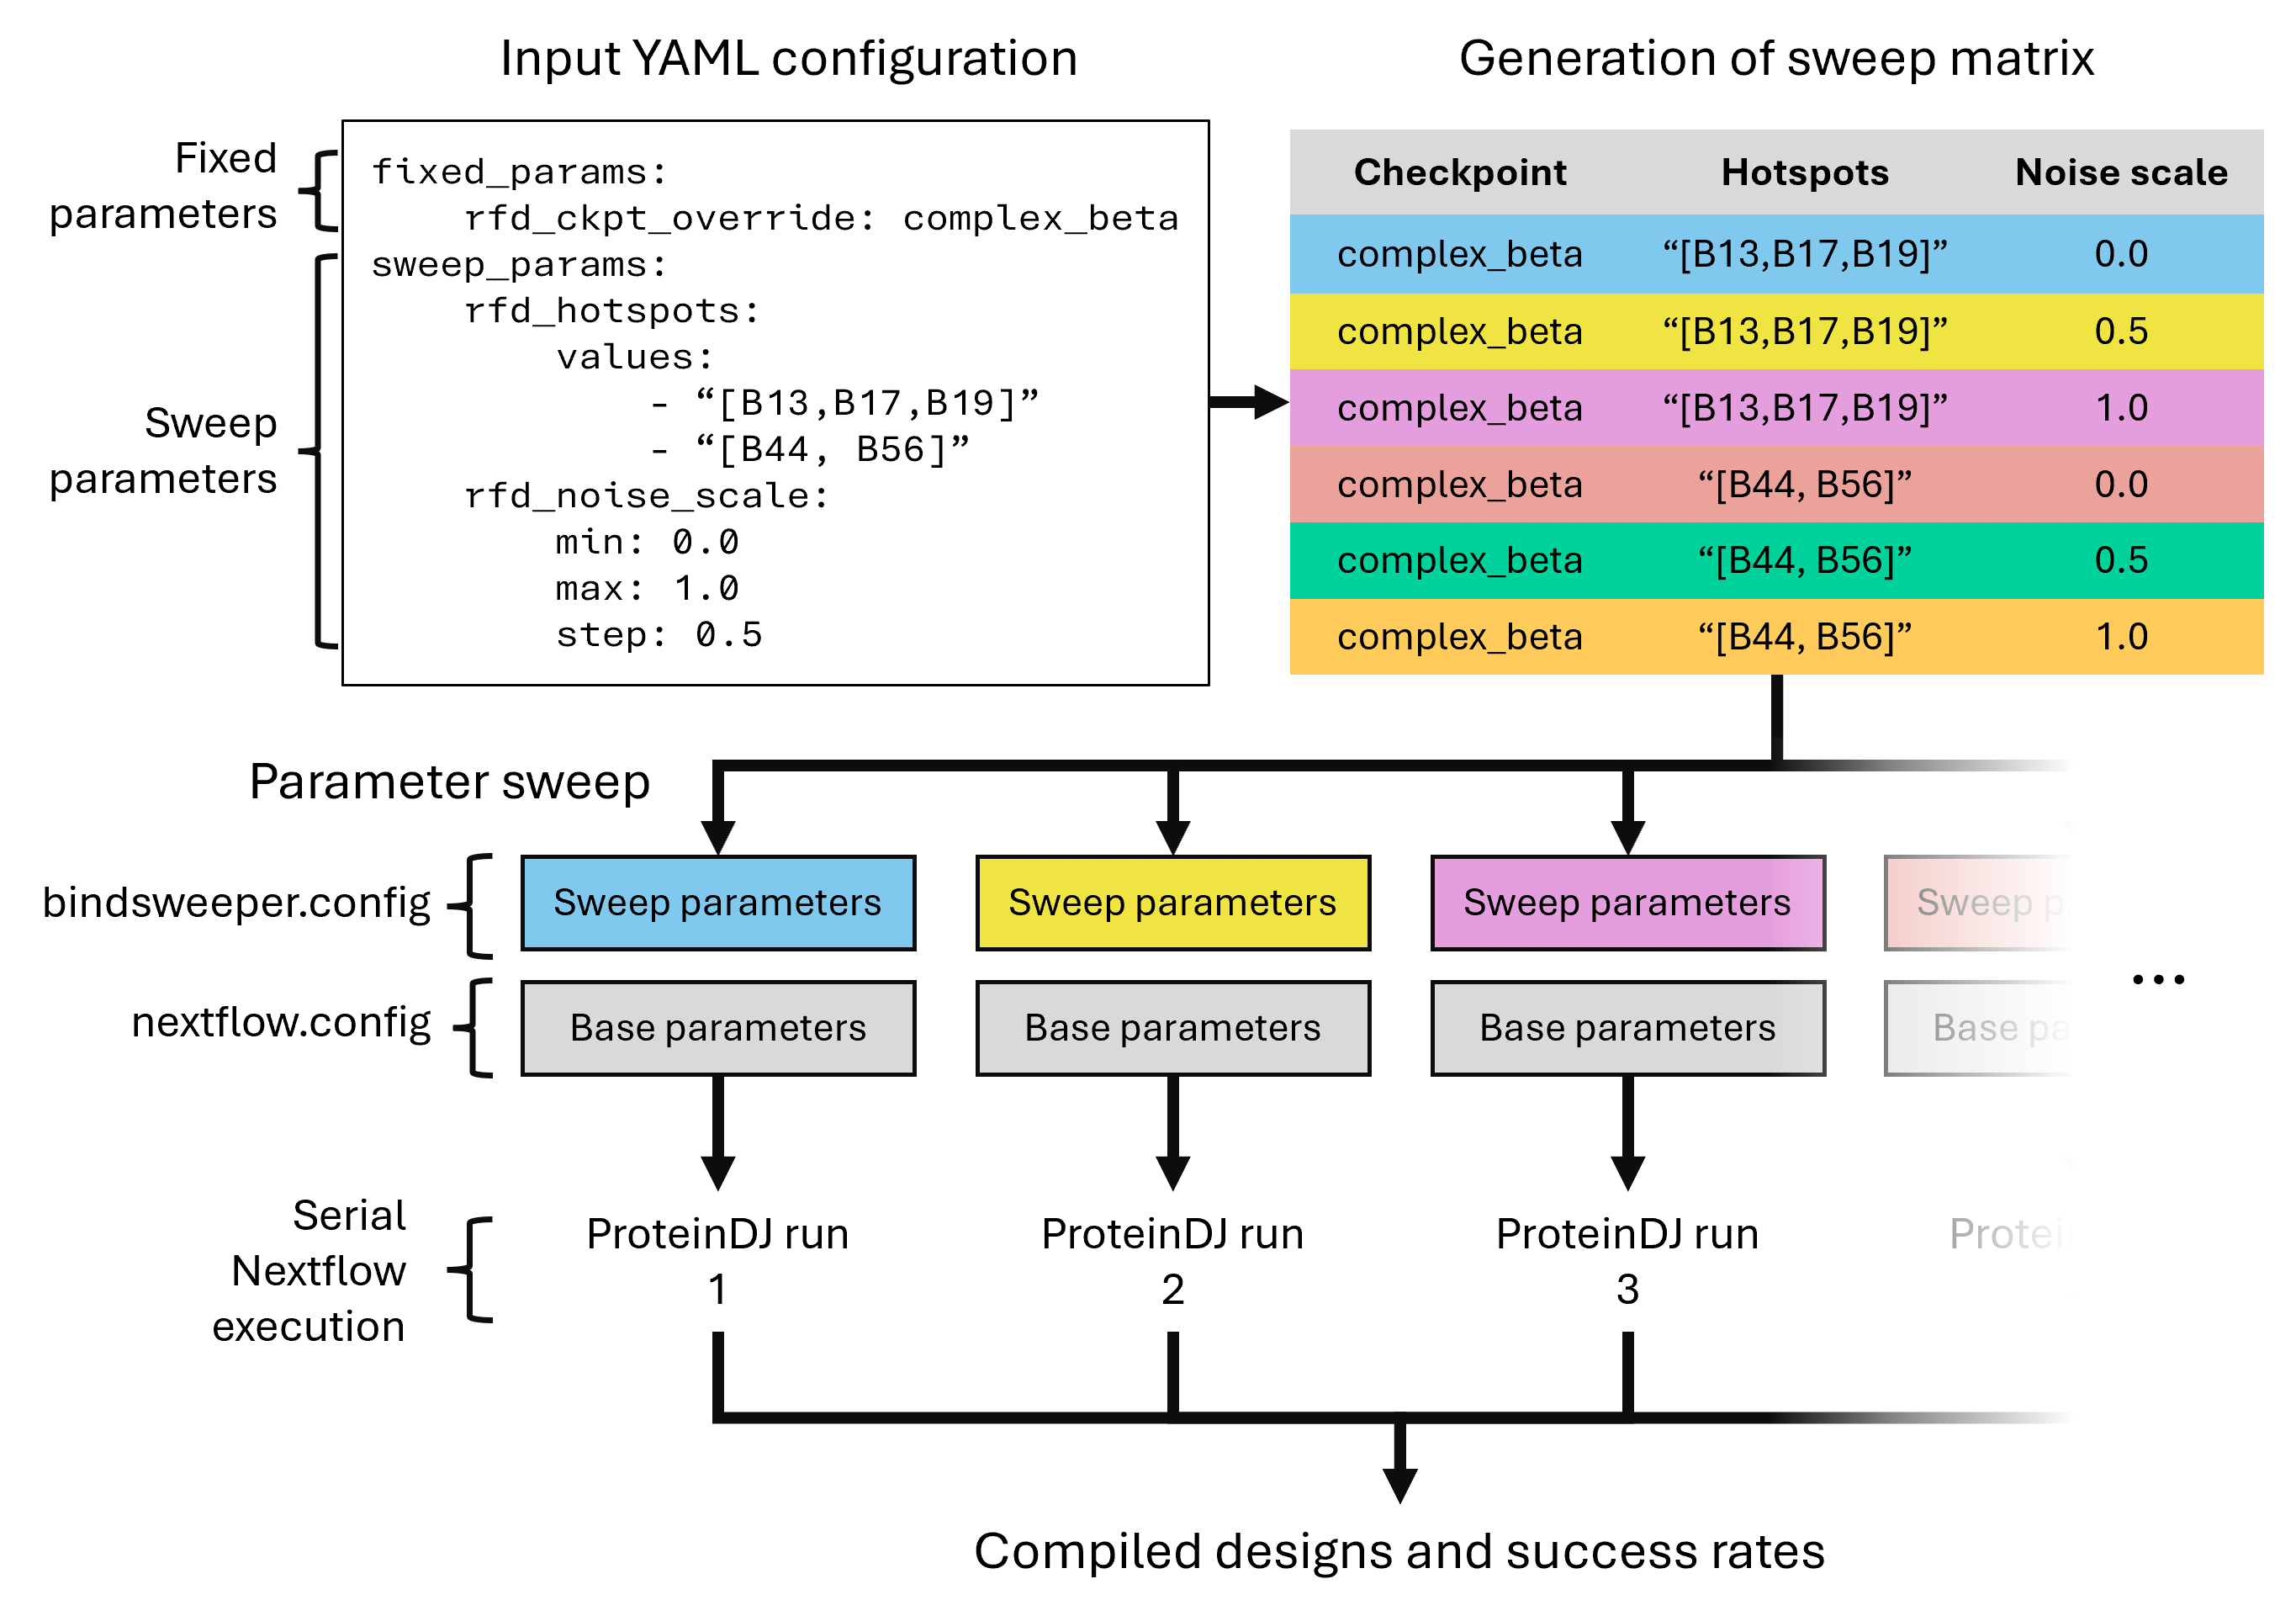 Input YAML configuration
Generation of sweep matrix
Fixed
parameters
fixed_params:
rfd_ckpt_override: complex_beta
sweep_params:
rfd_hotspots:
values:
- “[B13,B17,B19]”
- “[B44, B56]”
rfd_noise_scale:
min: 0.0
max: 1.0
step: 0.5
Sweep
parameters
Checkpoint Hotspots Noise scale
complex_beta “[B13,B17,B19]” 0.0
complex_beta “[B13,B17,B19]” 0.5
complex_beta “[B13,B17,B19]” 1.0
complex_beta “[B44, B56]” 0.0
complex_beta “[B44, B56]” 0.5
complex_beta “[B44, B56]” 1.0
Parameter sweep
bindsweeper.config
Sweep parameters Sweep parameters Sweep parameters Sweep p
...
nextflow.config
Base parameters Base parameters Base parameters Base pa
Serial
Nextflow
execution
ProteinDJ run
1
ProteinDJ run
2
ProteinDJ run
3
Protei
Compiled designs and success rates